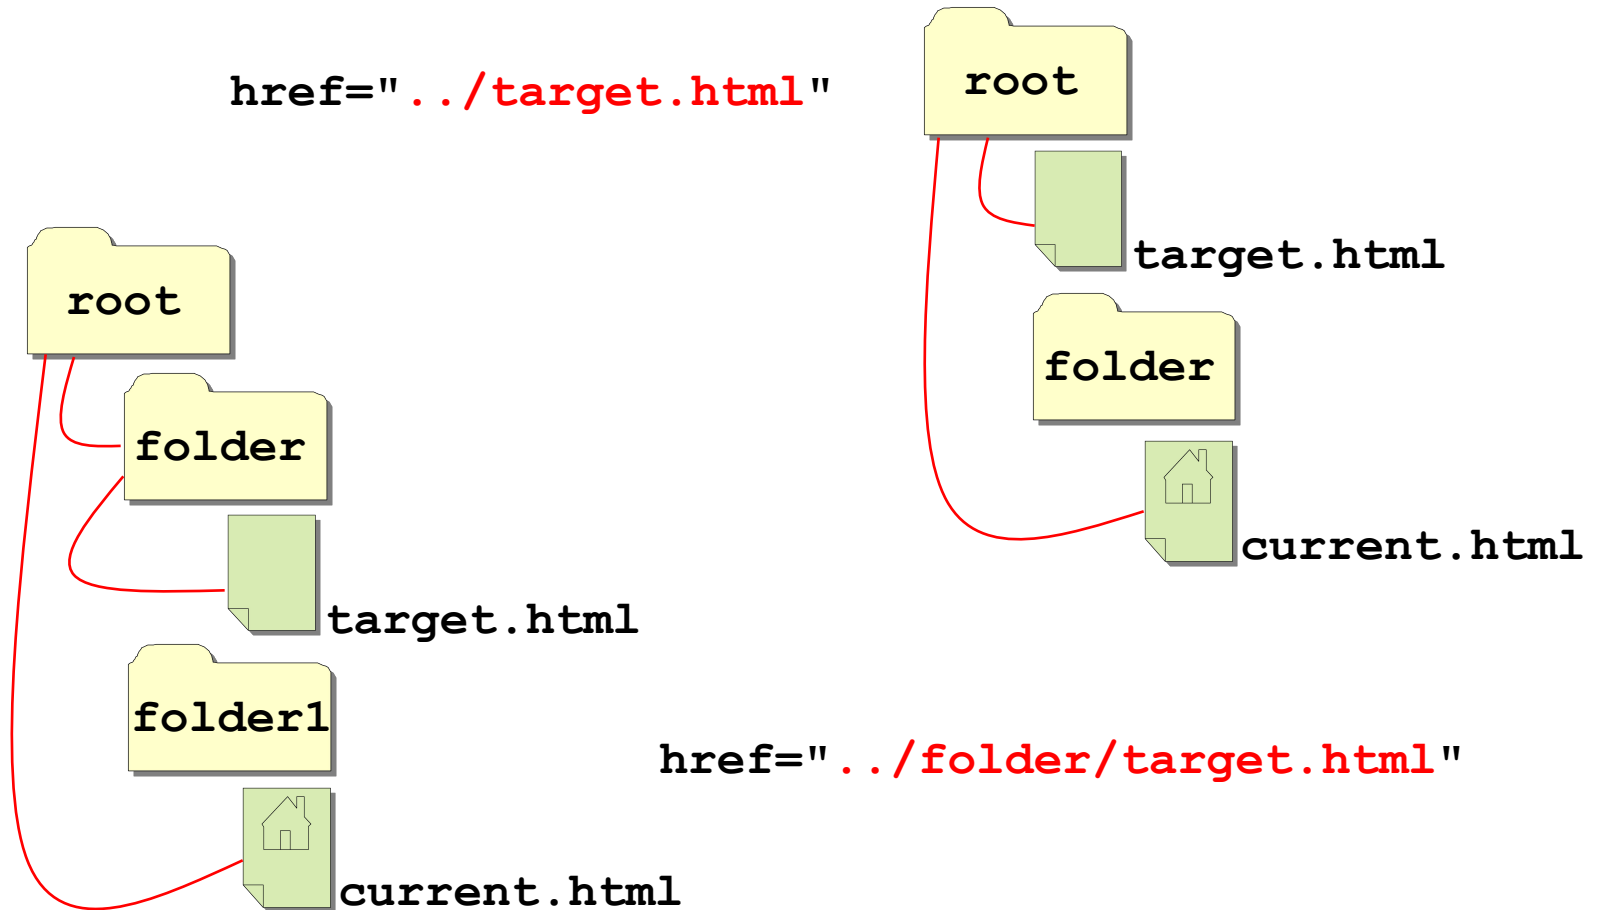 href="../target.html"
root
target.html
folder
current.html
root
folder
target.html
folder1
current.html
href="../folder/target.html"